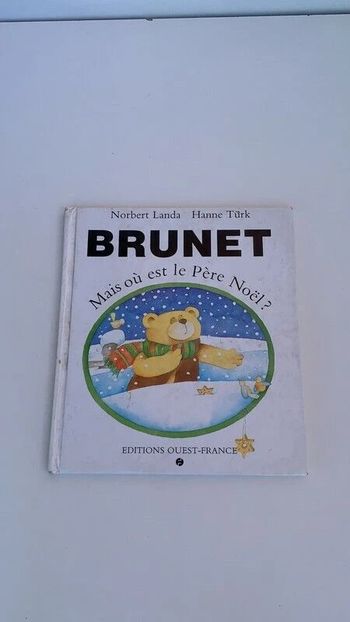 Norbert Landa Hanne Türk
BRUNET
Mais où est le Père Noël?
EDITIONS OUEST-FRANCE